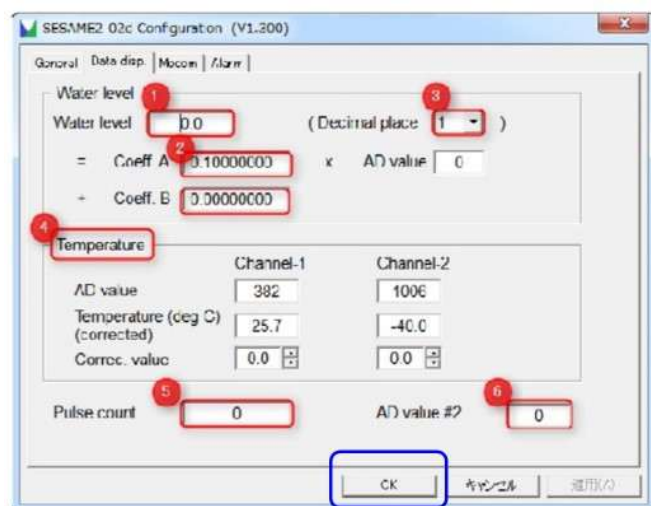 SESAME2 02c Configuration (V1.300)
General Data disp. Mocom Alarm
Water level
1 3
Water level 0.0 ( Decimal place 1 )
2
= Coeff. A 0.10000000 x AD value 0
+ Coeff. B 0.00000000
4
Temperature
Channel-1 Channel-2
AD value 382 1006
Temperature (deg C)
(corrected) 25.7 -40.0
Correc. value 0.0 0.0
5 6
Pulse count 0 AD value #2 0
OK キャンセル 適用(A)